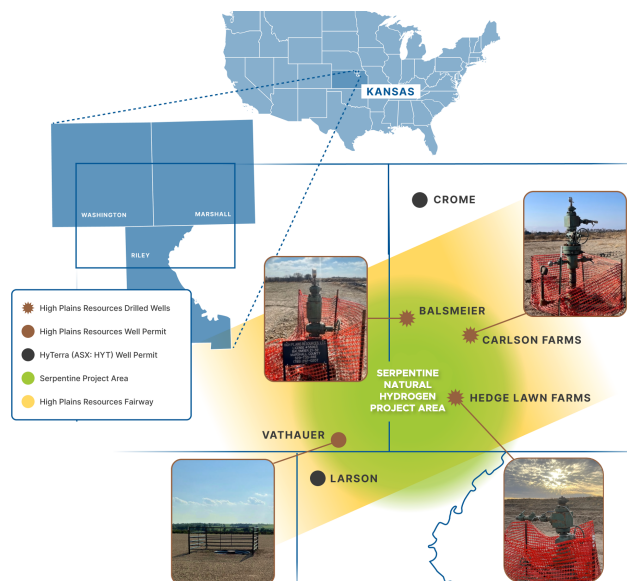 KANSAS
WASHINGTON
MARSHALL
RILEY
CROME
High Plains Resources Drilled Wells
High Plains Resources Well Permit
HyTerra (ASX: HYT) Well Permit
Serpentine Project Area
High Plains Resources Fairway
BALSMEIER
CARLSON FARMS
SERPENTINE
NATURAL
HYDROGEN
PROJECT AREA
HEDGE LAWN FARMS
VATHAUER
LARSON